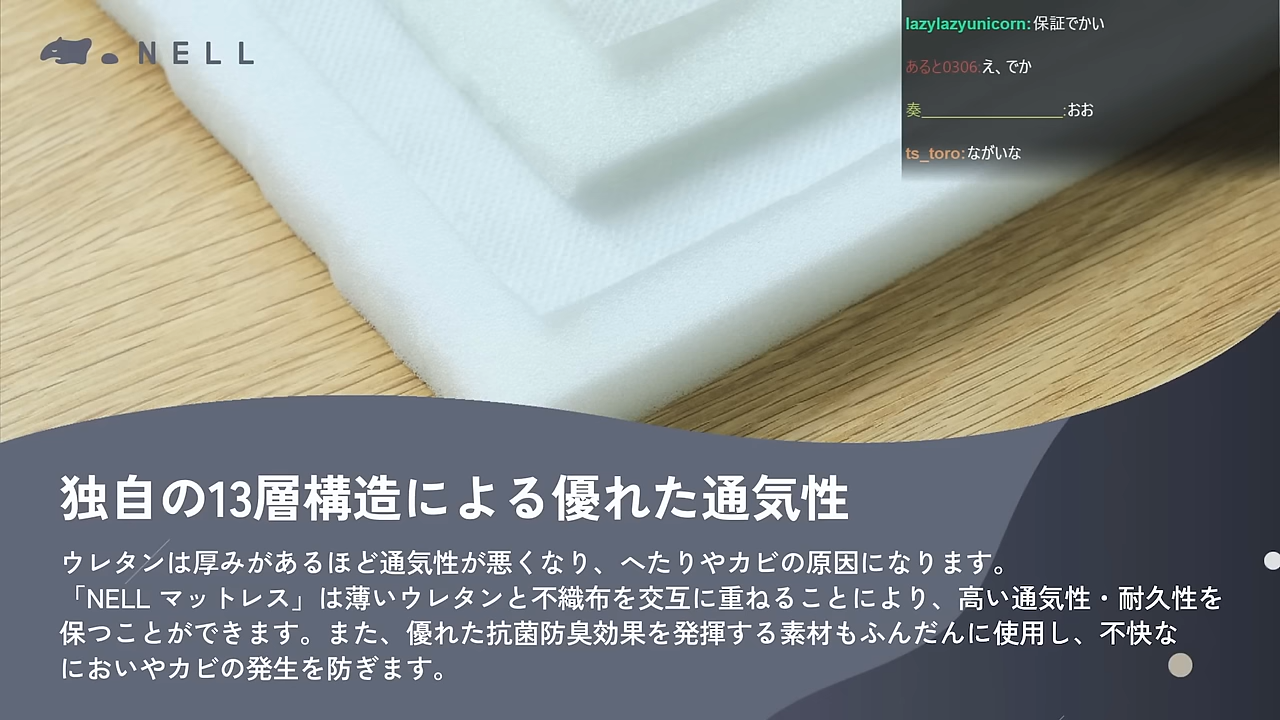 NELL
lazylazyunicorn:保証でかい
あると0306:え、でか
奏________________:おお
ts_toro:ながいな
独自の13層構造による優れた通気性
ウレタンは厚みがあるほど通気性が悪くなり、へたりやカビの原因になります。
「NELL マットレス」は薄いウレタンと不織布を交互に重ねることにより、高い通気性・耐久性を
保つことができます。また、優れた抗菌防臭効果を発揮する素材もふんだんに使用し、不快な
においやカビの発生を防ぎます。